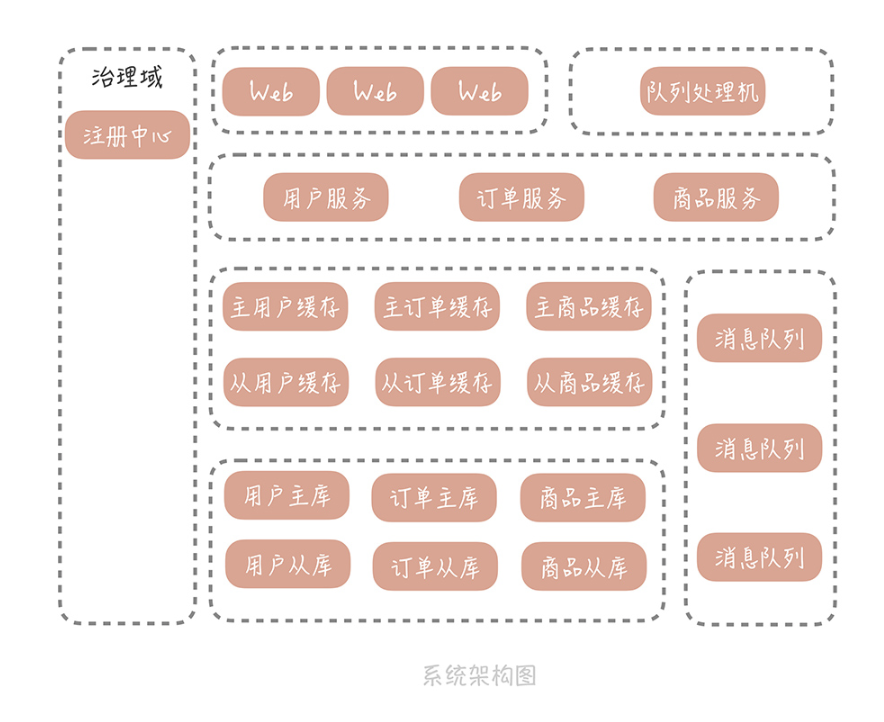 治理域
注册中心
Web
Web
Web
队列处理机
用户服务
订单服务
商品服务
主用户缓存
主订单缓存
主商品缓存
从用户缓存
从订单缓存
从商品缓存
消息队列
消息队列
消息队列
用户主库
订单主库
商品主库
用户从库
订单从库
商品从库
系统架构图